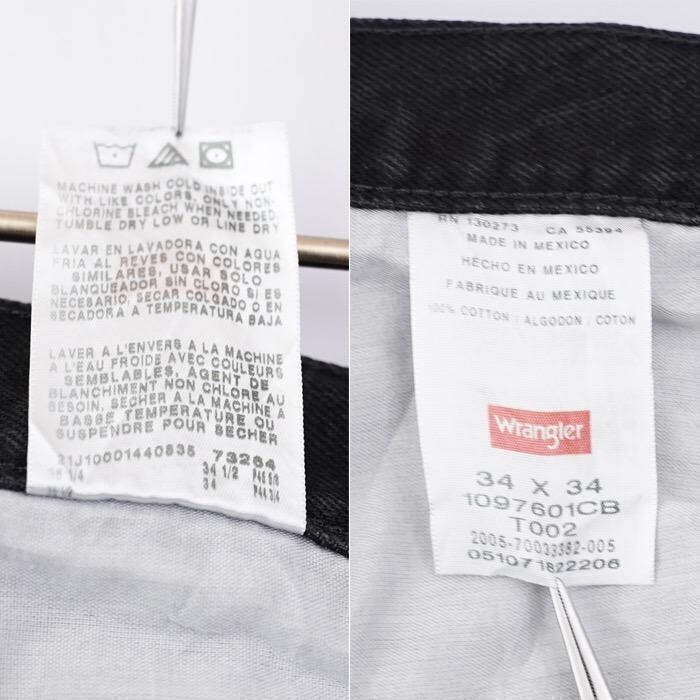 MACHINE WASH COLD INSIDE OUT
WITH LIKE COLORS, ONLY NON-
CHLORINE BLEACH WHEN NEEDED,
TUMBLE DRY LOW OR LINE DRY
LAVAR EN LAVADORA CON AGUA
FRIA AL REVES CON COLORES
SIMILARES, USAR SOLO
BLANQUEADOR SIN CLORO SI ES
NECESARIO, SECAR COLGADO O EN
SECADORA A TEMPERATURA BAJA
LAVER A L'ENVERS A LA MACHINE
A L'EAU FROIDE AVEC COULEURS
SEMBLABLES, AGENT DE
BLANCHIMENT NON CHLORE AU
BESOIN, SECHER A LA MACHINE A
BASSE TEMPERATURE OU
SUSPENDRE POUR SECHER
21J10001440835 73264
34 1/2
34
RN 130273 CA 55394
MADE IN MEXICO
HECHO EN MEXICO
FABRIQUE AU MEXIQUE
100% COTTON / ALGODON / COTON
Wrangler
34 X 34
1097601CB
T002
2005-70033382-005
051071822206